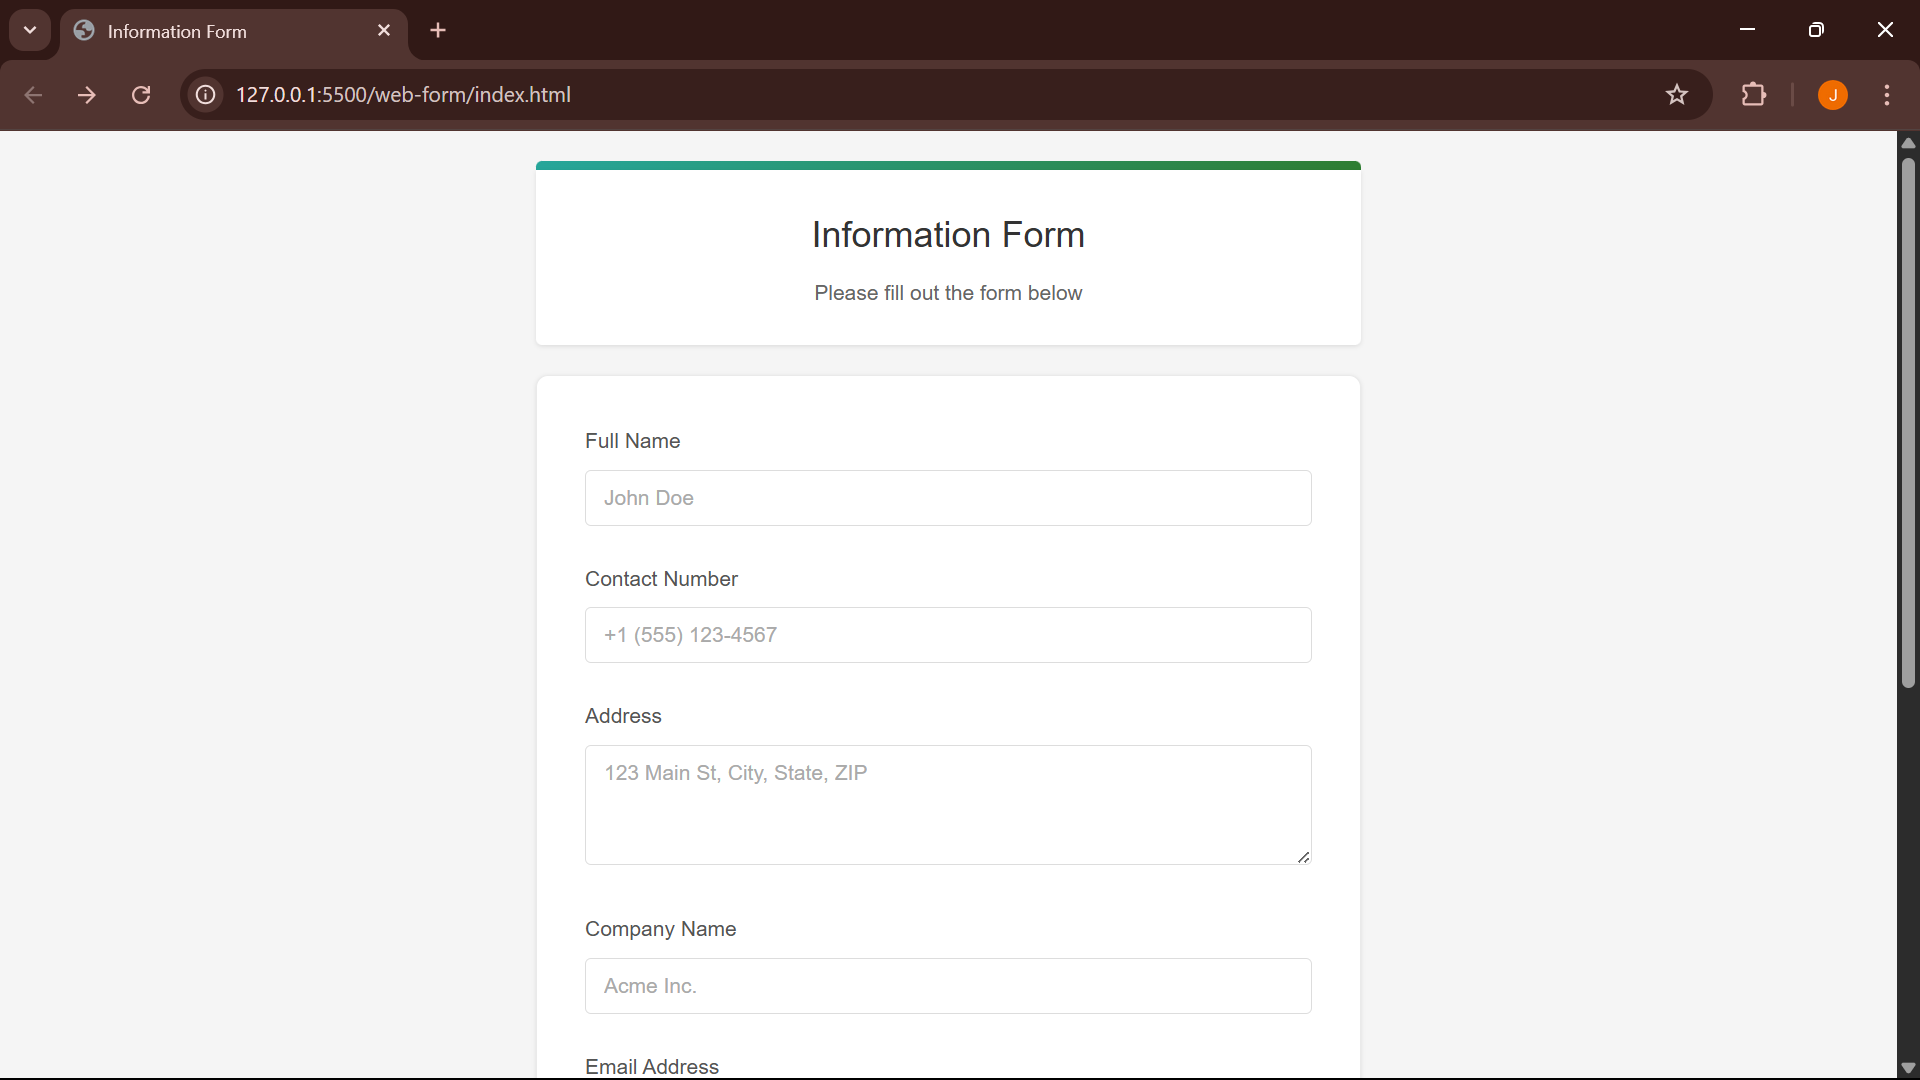 Information Form
127.0.0.1:5500/web-form/index.html
J
Information Form
Please fill out the form below
Full Name
John Doe
Contact Number
+1 (555) 123-4567
Address
123 Main St, City, State, ZIP
Company Name
Acme Inc.
Email Address